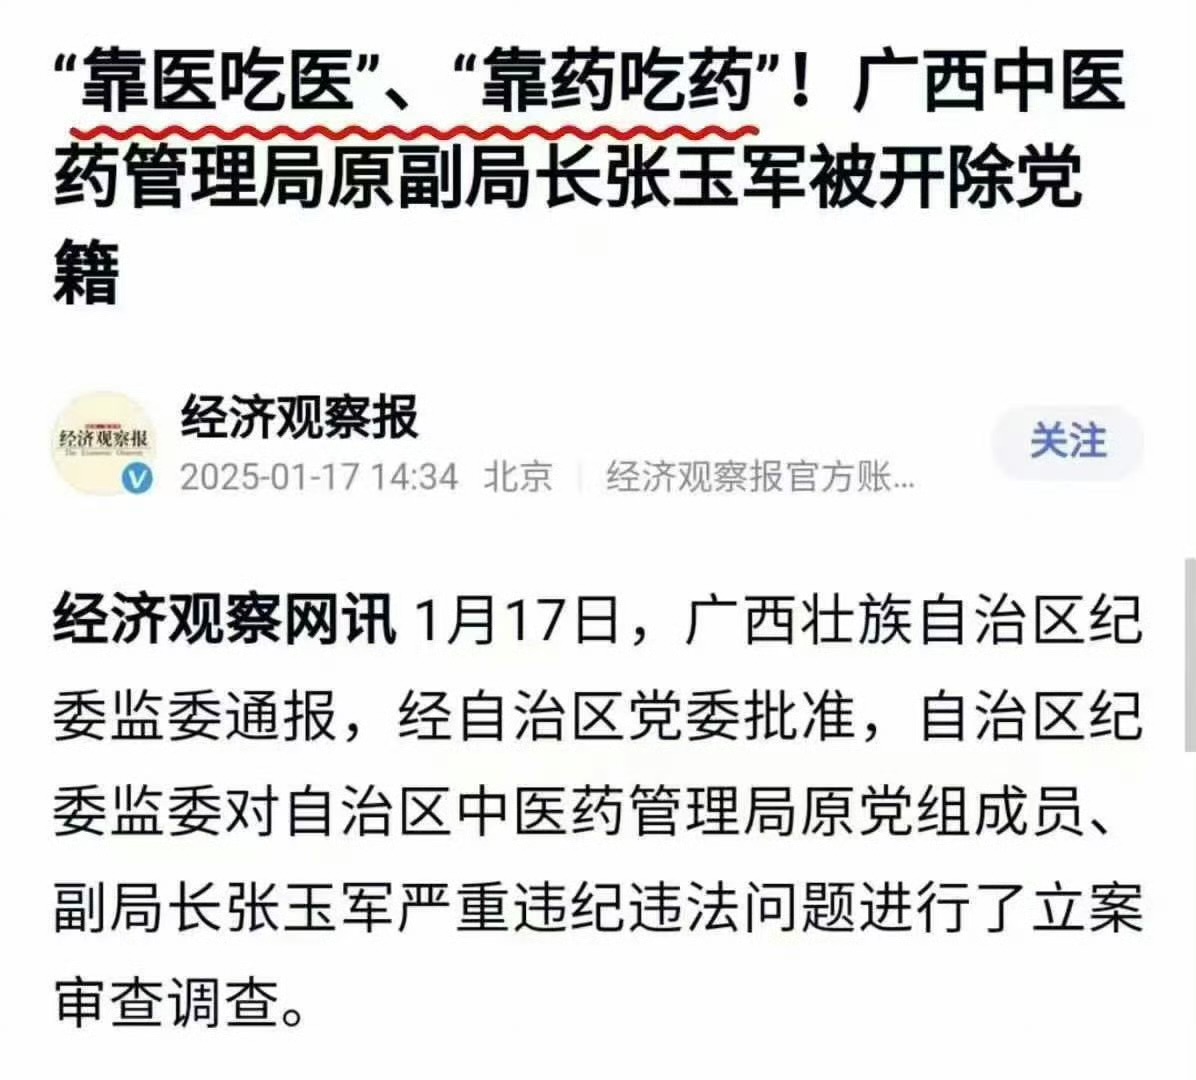 “靠医吃医”、“靠药吃药”！广西中医
药管理局原副局长张玉军被开除党
籍
经济观察报
2025-01-17 14:34 北京 | 经济观察报官方账...
关注
经济观察报
The Economic Observer
经济观察网讯 1月17日，广西壮族自治区纪
委监委通报，经自治区党委批准，自治区纪
委监委对自治区中医药管理局原党组成员、
副局长张玉军严重违纪违法问题进行了立案
审查调查。